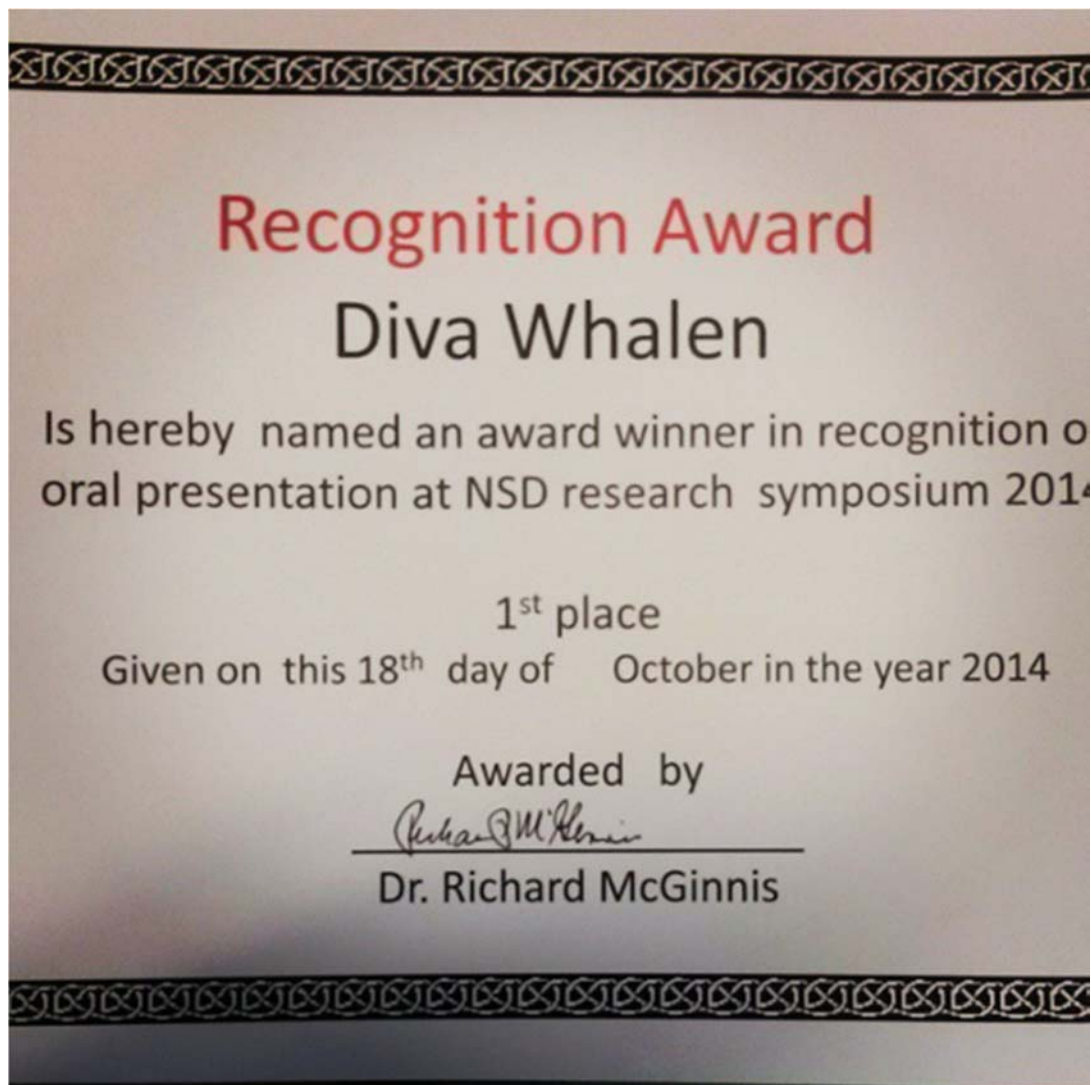 Recognition Award
Diva Whalen
Is hereby named an award winner in recognition o
oral presentation at NSD research symposium 2014
1st place
Given on this 18th day of October in the year 2014
Awarded by
Dr. Richard McGinnis